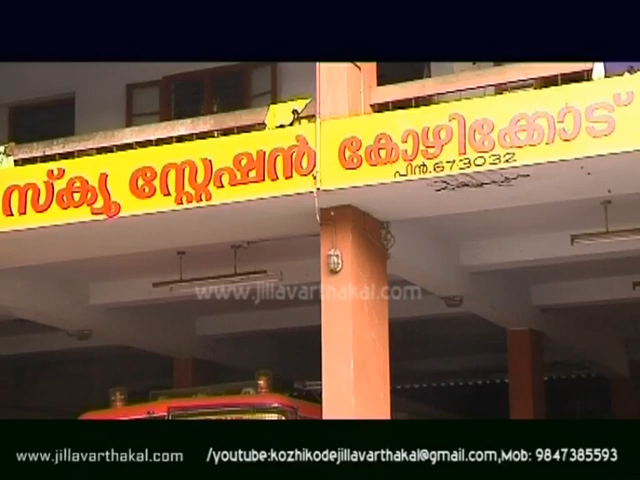 സ്ക്യൂ സ്റ്റേഷൻ കോഴിക്കോട്
പിൻ.673032
www.jillavarthakal.com
www.jillavarthakal.com /youtube:kozhikodejillavarthakal@gmail.com,Mob: 9847385593